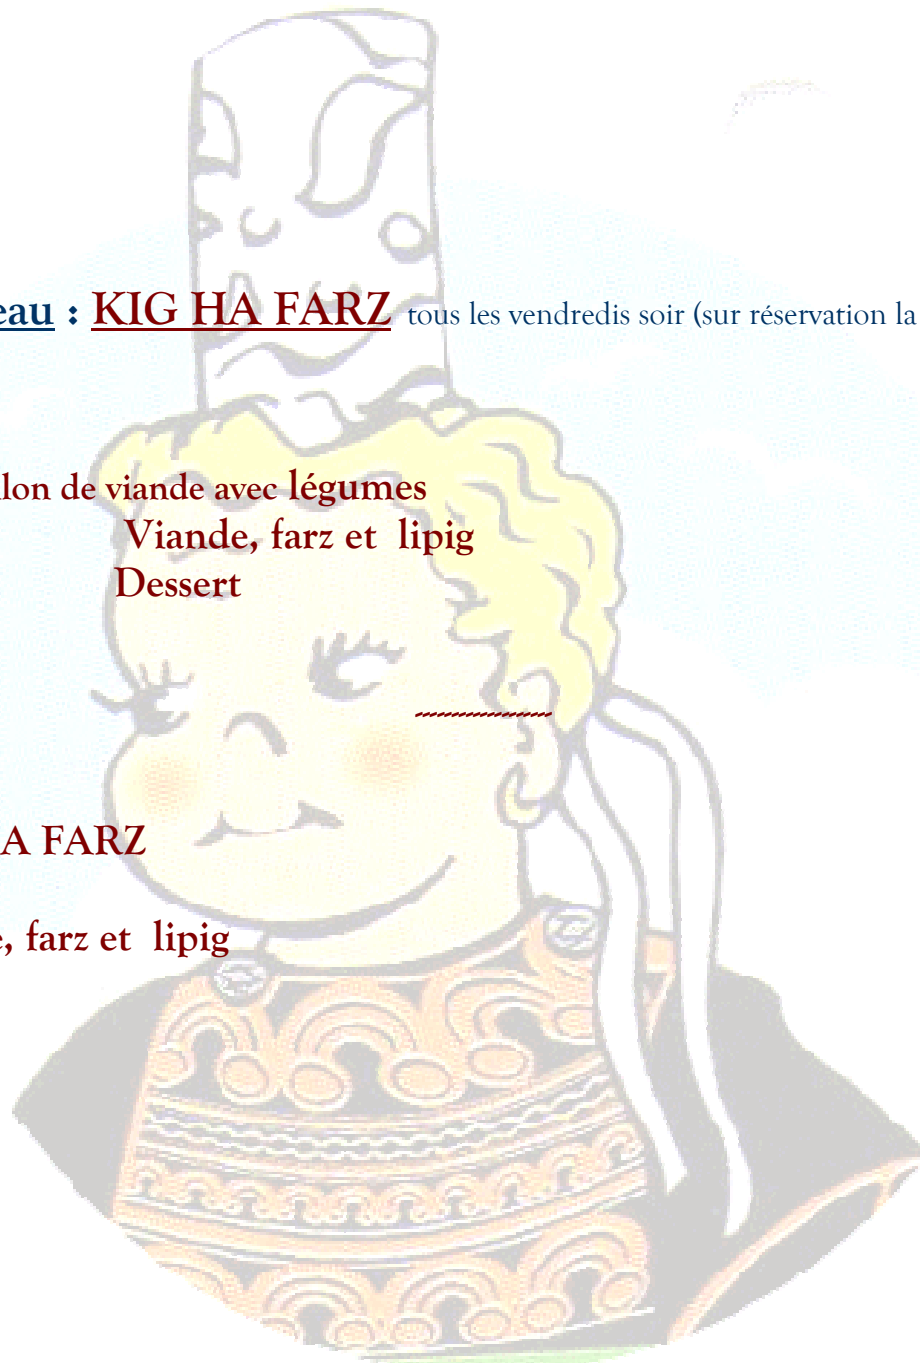 eau : KIG HA FARZ tous les vendredis soir (sur réservation la
llon de viande avec légumes
Viande, farz et lipig
Dessert
--------------------
A FARZ
e, farz et lipig